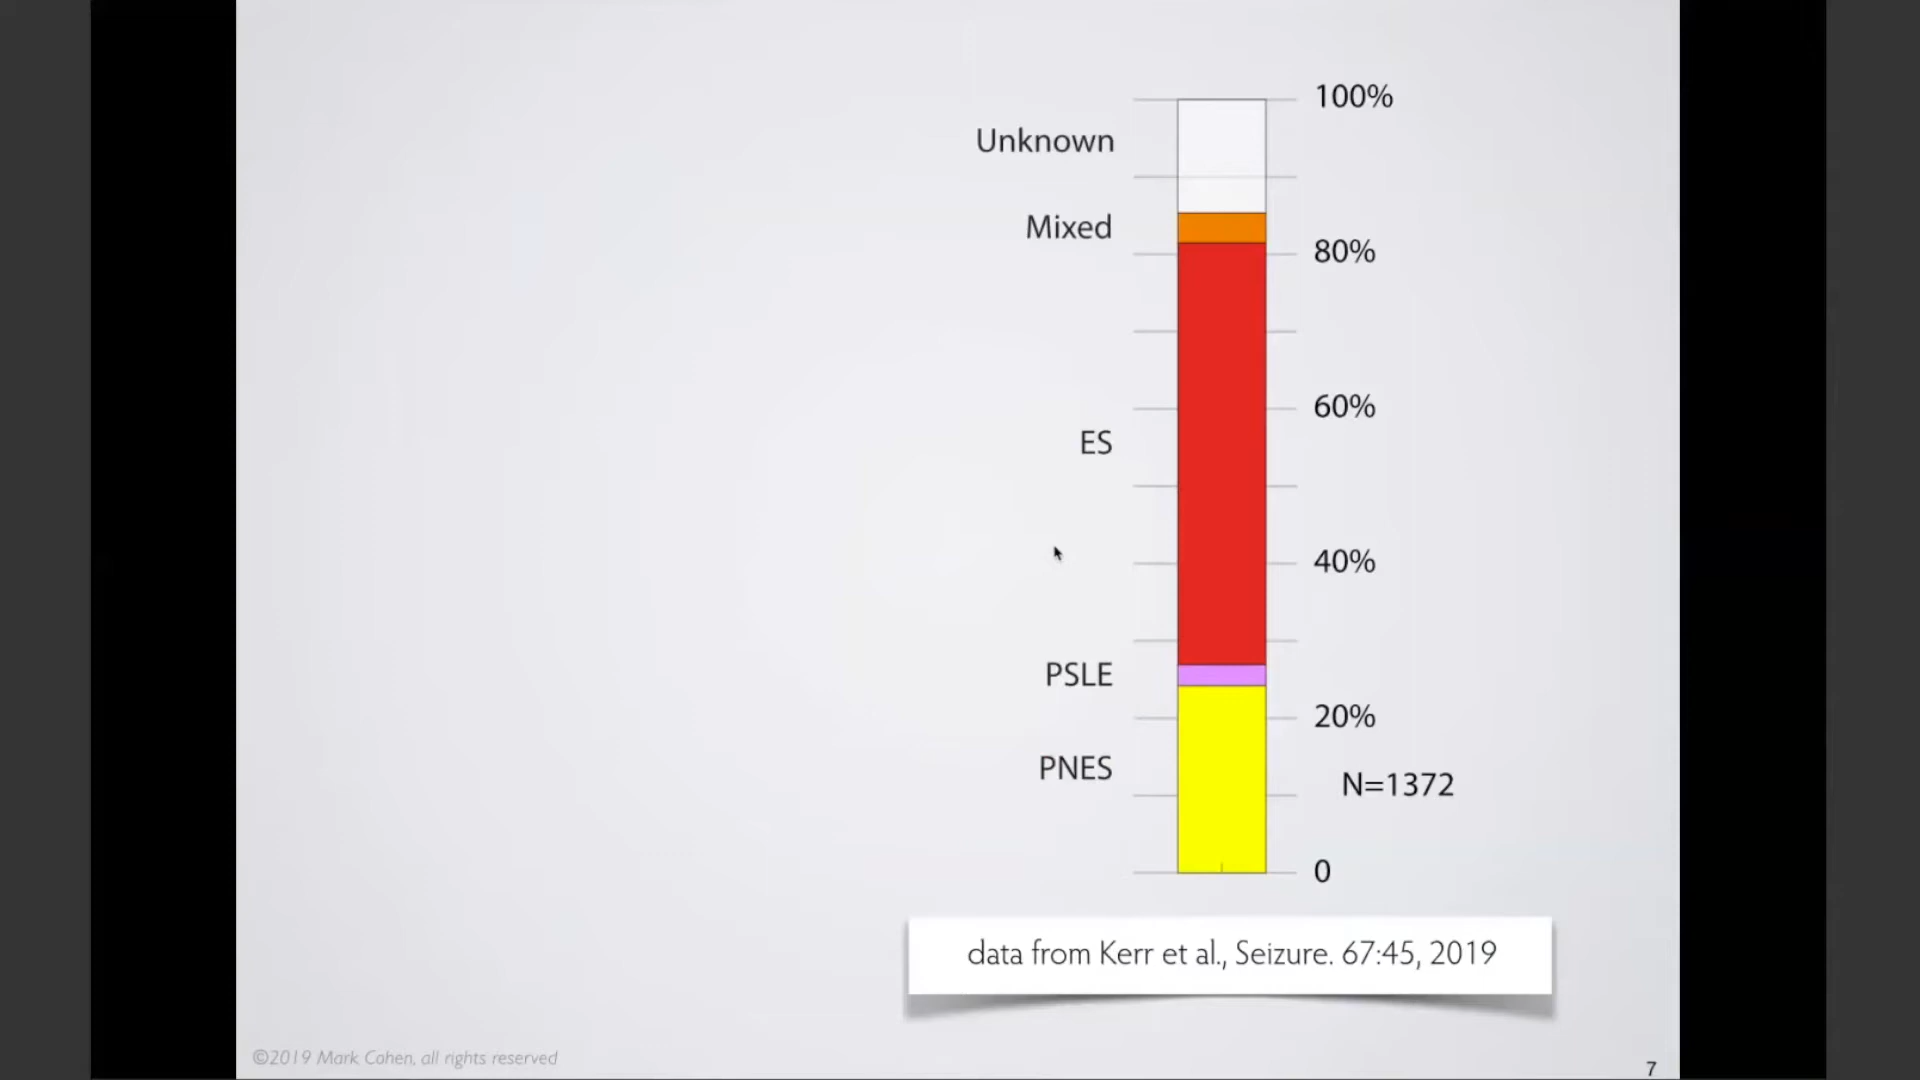 100%
Unknown
Mixed
80%
60%
ES
40%
PSLE
20%
PNES
N=1372
0
data from Kerr et al., Seizure. 67:45, 2019
©2019 Mark Cohen, all rights reserved
7